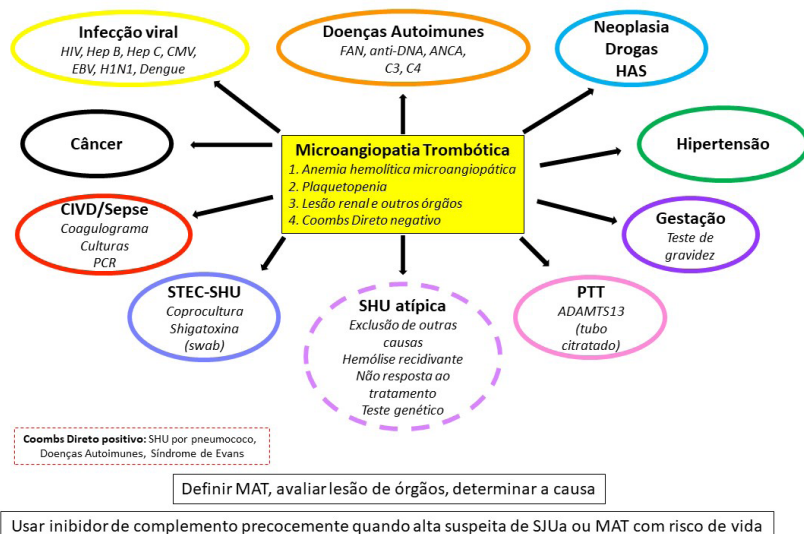 Infecção viral
HIV, Hep B, Hep C, CMV,
EBV, H1N1, Dengue
Doenças Autoimunes
FAN, anti-DNA, ANCA,
C3, C4
Neoplasia
Drogas
HAS
Câncer
Microangiopatia Trombótica
1. Anemia hemolítica microangiopática
2. Plaquetopenia
3. Lesão renal e outros órgãos
4. Coombs Direto negativo
Hipertensão
CIVD/Sepse
Coagulograma
Culturas
PCR
Gestação
Teste de
gravidez
STEC-SHU
Coprocultura
Shigatoxina
(swab)
SHU atípica
Exclusão de outras
causas
Hemólise recidivante
Não resposta ao
tratamento
Teste genético
PTT
ADAMTS13
(tubo
citratado)
Coombs Direto positivo: SHU por pneumococo,
Doenças Autoimunes, Síndrome de Evans
Definir MAT, avaliar lesão de órgãos, determinar a causa
Usar inibidor de complemento precocemente quando alta suspeita de SJUa ou MAT com risco de vida